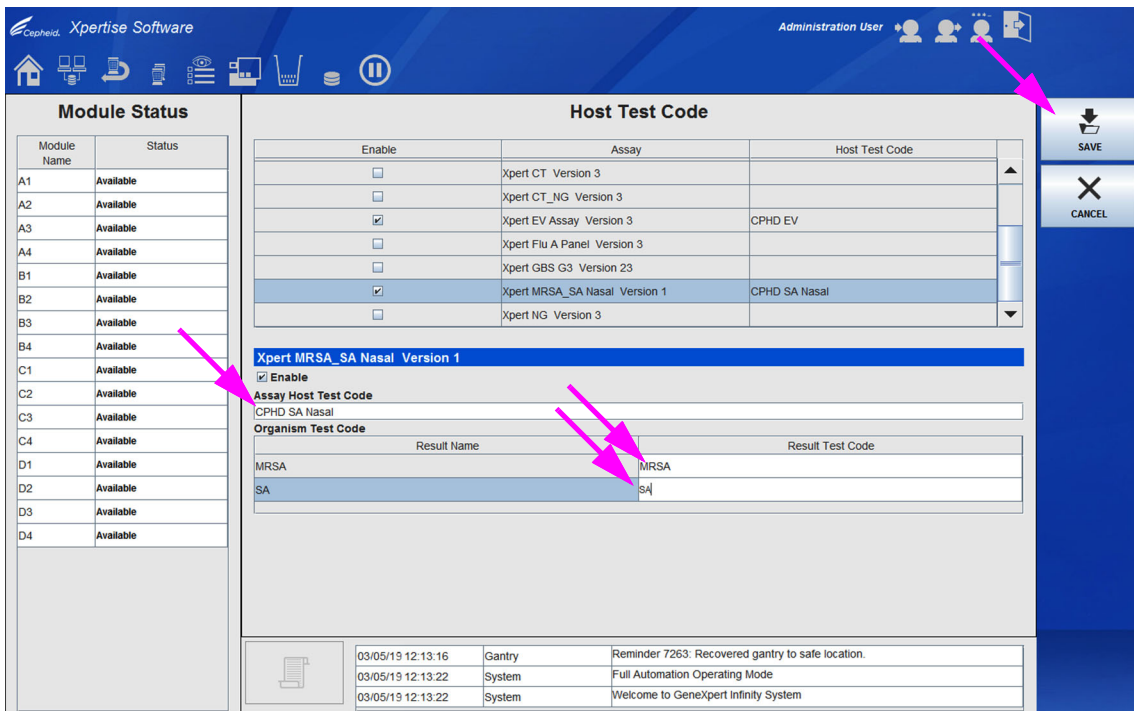 Cepheid. Xpertise Software
Administration User
Module Status
Module Name Status
A1 Available
A2 Available
A3 Available
A4 Available
B1 Available
B2 Available
B3 Available
B4 Available
C1 Available
C2 Available
C3 Available
C4 Available
D1 Available
D2 Available
D3 Available
D4 Available
Host Test Code
Enable Assay Host Test Code
Xpert CT Version 3
Xpert CT_NG Version 3
Xpert EV Assay Version 3 CPHD EV
Xpert Flu A Panel Version 3
Xpert GBS G3 Version 23
Xpert MRSA_SA Nasal Version 1 CPHD SA Nasal
Xpert NG Version 3
Xpert MRSA_SA Nasal Version 1
Enable
Assay Host Test Code
CPHD SA Nasal
Organism Test Code
Result Name Result Test Code
MRSA MRSA
SA SA
03/05/19 12:13:16 Gantry Reminder 7263: Recovered gantry to safe location.
03/05/19 12:13:22 System Full Automation Operating Mode
03/05/19 12:13:22 System Welcome to GeneXpert Infinity System
SAVE
CANCEL